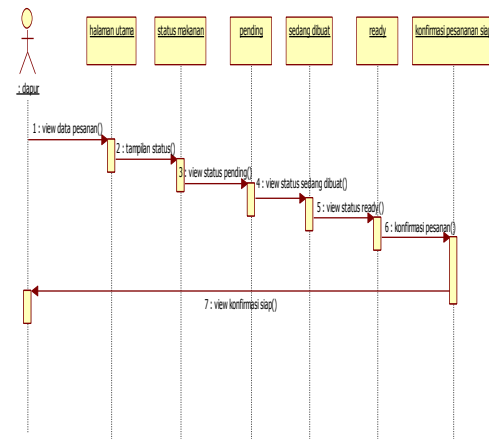 halaman utama
status makanan
pending
sedang dibuat
ready
konfirmasi pesananan siap
: dapur
1 : view data pesanan()
2 : tampilan status()
3 : view status pending()
4 : view status sedang dibuat()
5 : view status ready()
6 : konfirmasi pesanan()
7 : view konfirmasi siap()